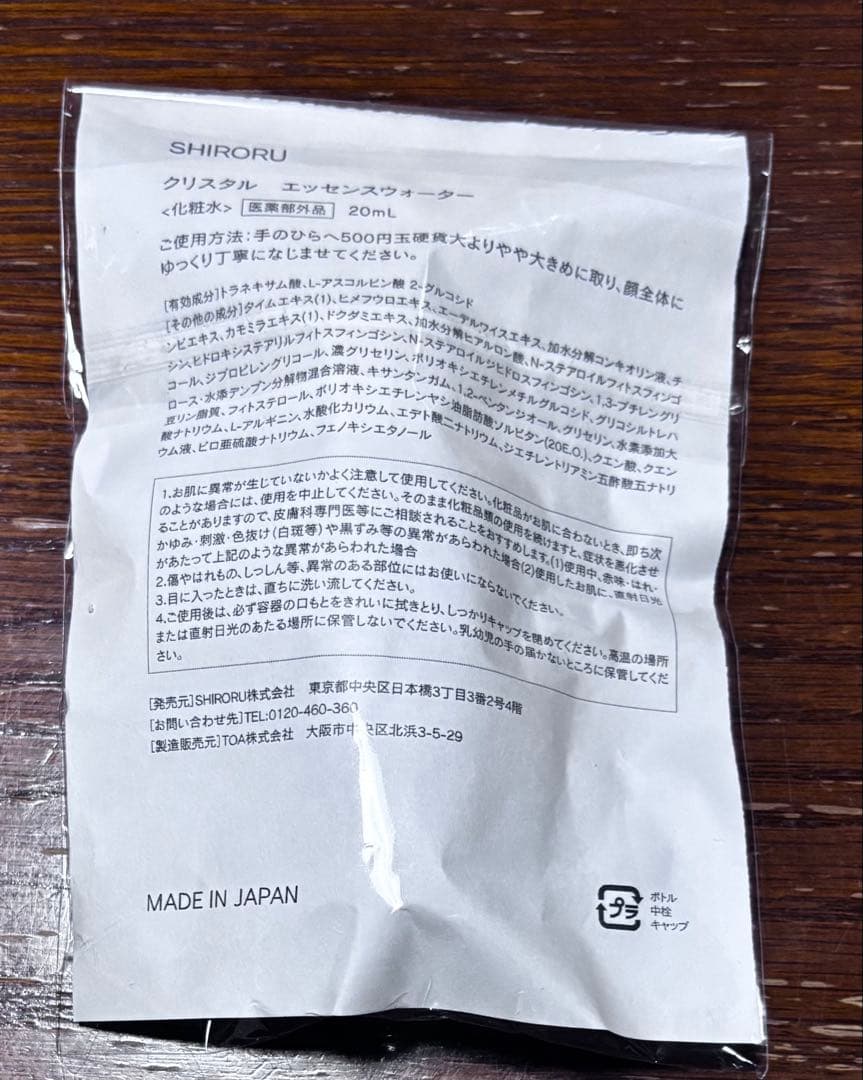 SHIRORU
クリスタル　エッセンスウォーター
<化粧水> 医薬部外品 20mL
ご使用方法:手のひらへ500円玉硬貨大よりやや大きめに取り、顔全体に
ゆっくり丁寧になじませてください。
[有効成分]トラネキサム酸、L-アスコルビン酸 2-グルコシド
[その他の成分]タイムエキス(1)、ヒメフウロエキス、エーデルワイスエキス、加水分解コンキオリン液、チ
ンピエキス、カモミラエキス(1)、ドクダミエキス、加水分解ヒアルロン酸、N-ステアロイルフィトスフィンゴ
シン、ヒドロキシステアリルフィトスフィンゴシン、N-ステアロイルジヒドロスフィンゴシン、1,3-ブチレングリ
コール、ジプロピレングリコール、濃グリセリン、ポリオキシエチレンメチルグルコシド、グリコシルトレハ
ロース・水添デンプン分解物混合溶液、キサンタンガム、1,2-ペンタンジオール、グリセリン、水素添加大
豆リン脂質、フィトステロール、ポリオキシエチレンヤシ油脂肪酸ソルビタン(20E.O.)、クエン酸、クエン
酸ナトリウム、L-アルギニン、水酸化カリウム、エデト酸二ナトリウム、ジエチレントリアミン五酢酸五ナトリ
ウム液、ピロ亜硫酸ナトリウム、フェノキシエタノール
1.お肌に異常が生じていないかよく注意して使用してください。化粧品がお肌に合わないとき、即ち次
のような場合には、使用を中止してください。そのまま化粧品類の使用を続けますと、症状を悪化させ
ることがありますので、皮膚科専門医等にご相談されることをおすすめします。(1)使用中、赤味・はれ・
かゆみ・刺激・色抜け(白斑等)や黒ずみ等の異常があらわれた場合(2)使用したお肌に、直射日光
があたって上記のような異常があらわれた場合
2.傷やはれもの、しっしん等、異常のある部位にはお使いにならないでください。
3.目に入ったときは、直ちに洗い流してください。
4.ご使用後は、必ず容器の口もとをきれいに拭きとり、しっかりキャップを閉めてください。高温の場所
または直射日光のあたる場所に保管しないでください。乳幼児の手の届かないところに保管してくだ
さい。
[発売元]SHIRORU株式会社　東京都中央区日本橋3丁目3番2号4階
[お問い合わせ先]TEL:0120-460-360
[製造販売元]TOA株式会社　大阪市中央区北浜3-5-29
MADE IN JAPAN
プラ
ボトル
中栓
キャップ